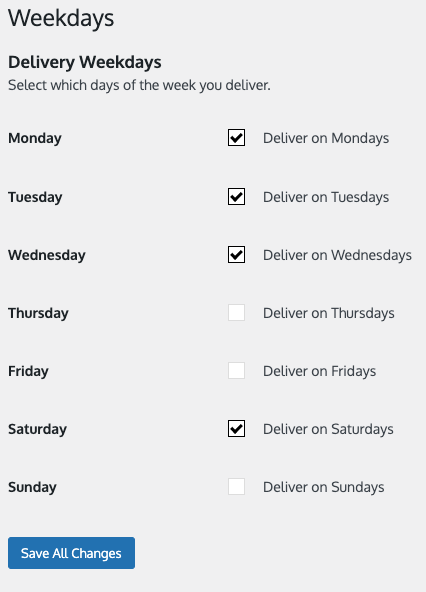 Weekdays
Delivery Weekdays
Select which days of the week you deliver.
Monday Deliver on Mondays
Tuesday Deliver on Tuesdays
Wednesday Deliver on Wednesdays
Thursday Deliver on Thursdays
Friday Deliver on Fridays
Saturday Deliver on Saturdays
Sunday Deliver on Sundays
Save All Changes